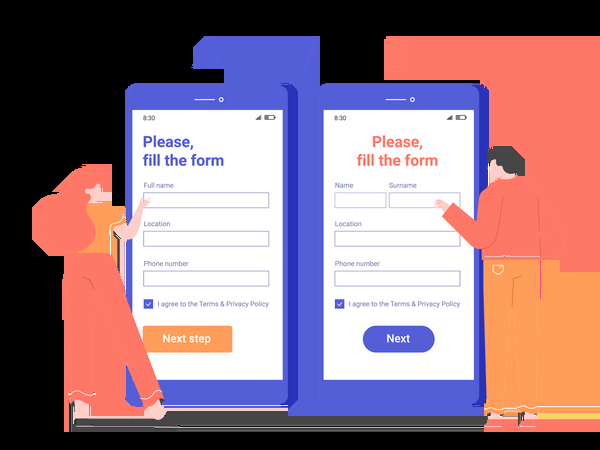 8:30
Please,
fill the form
Full name
Location
Phone number
I agree to the Terms & Privacy Policy
Next step
8:30
Please,
fill the form
Name Surname
Location
Phone number
I agree to the Terms & Privacy Policy
Next